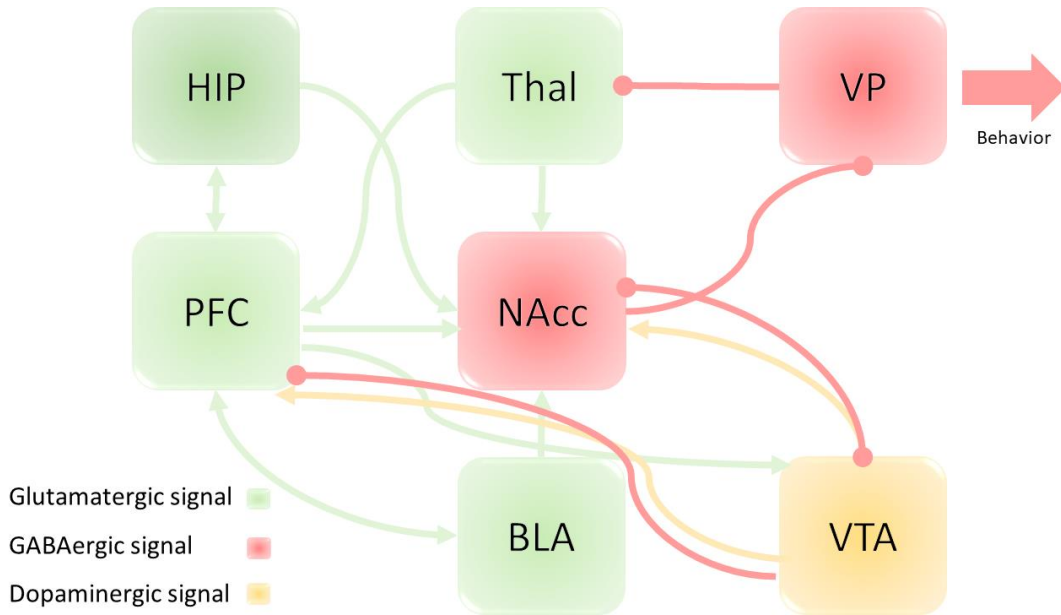 HIP
Thal
VP
Behavior
PFC
NAcc
BLA
VTA
Glutamatergic signal
GABAergic signal
Dopaminergic signal